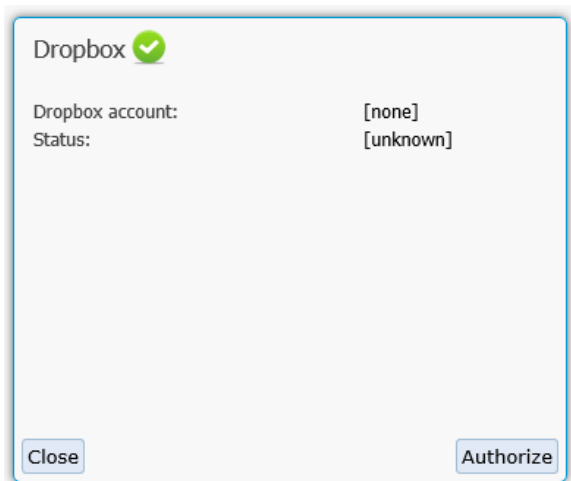 Dropbox
Dropbox account: [none]
Status: [unknown]
Close Authorize